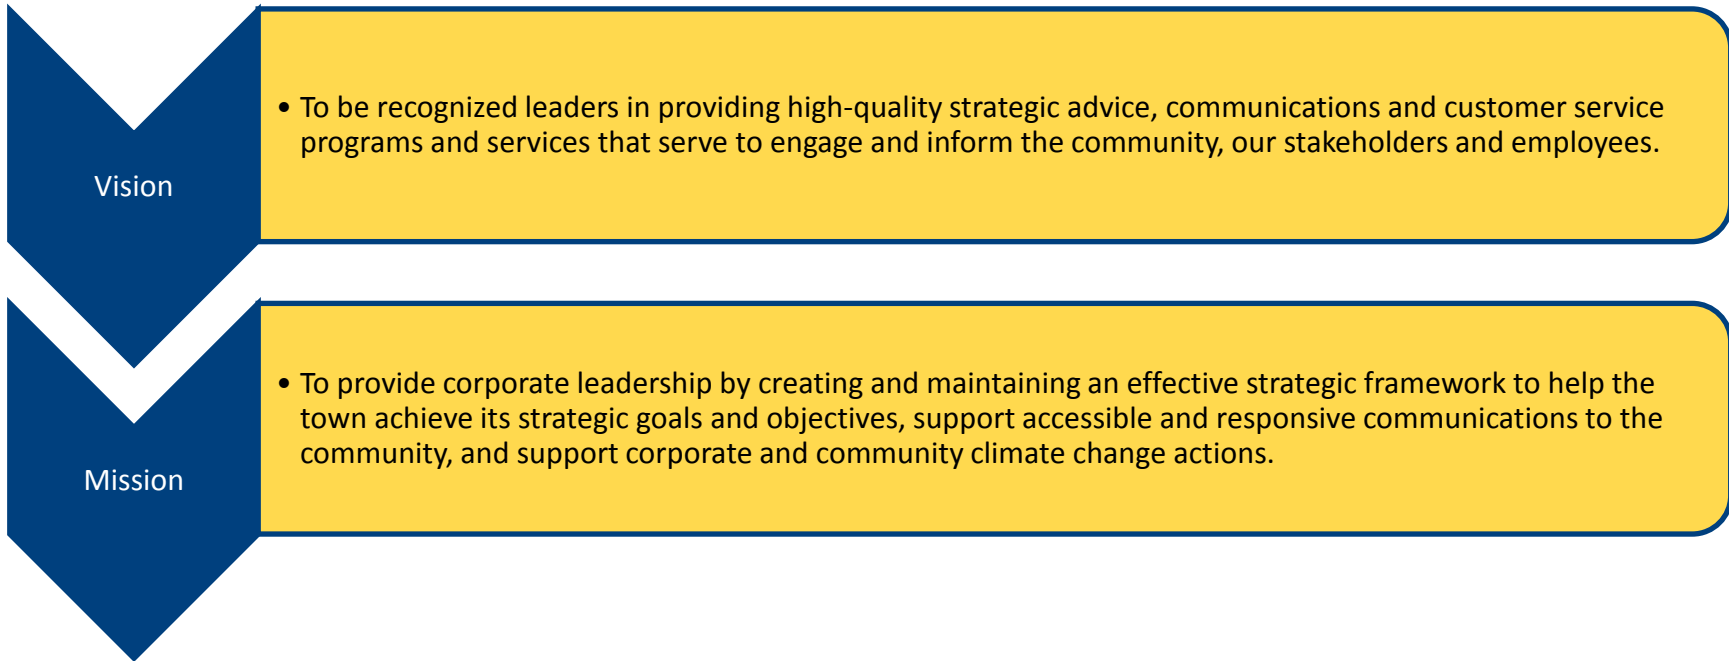 Vision
• To be recognized leaders in providing high-quality strategic advice, communications and customer service
programs and services that serve to engage and inform the community, our stakeholders and employees.
Mission
• To provide corporate leadership by creating and maintaining an effective strategic framework to help the
town achieve its strategic goals and objectives, support accessible and responsive communications to the
community, and support corporate and community climate change actions.